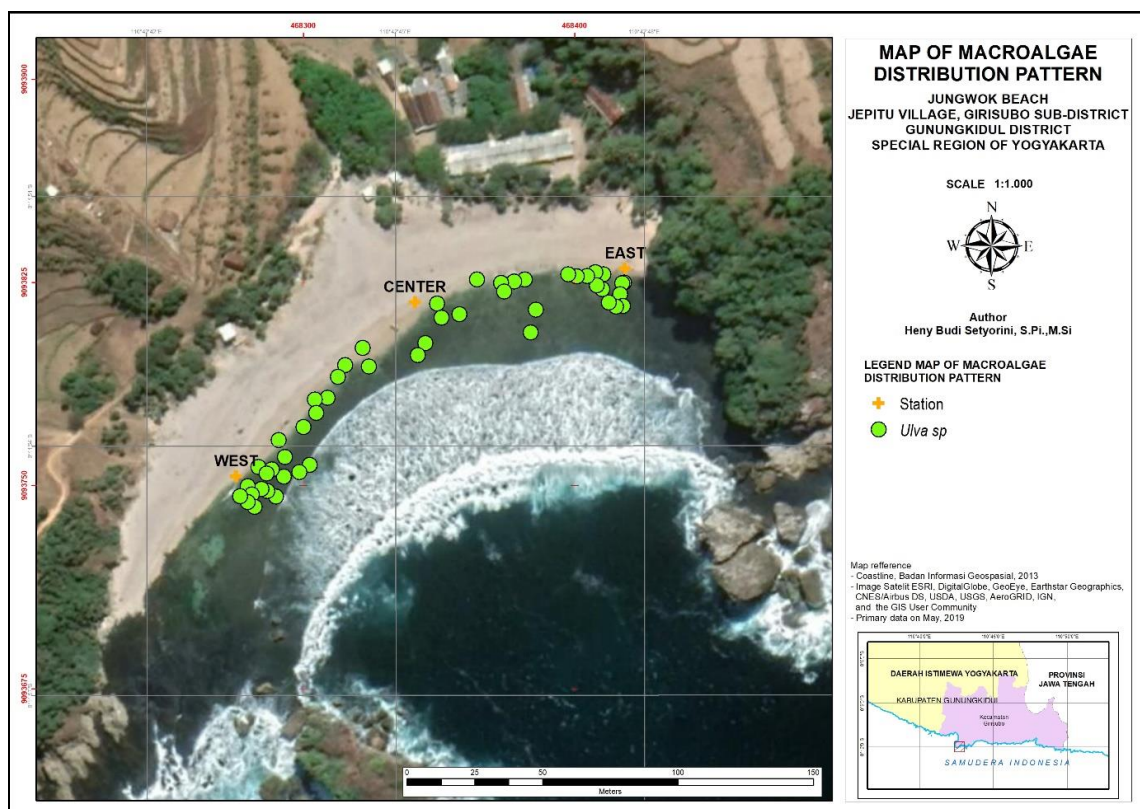 468300
468400
9093900
9093825
9093750
9093675
EAST
CENTER
WEST
0 12,5 25 50 100 150
Meters
MAP OF MACROALGAE
DISTRIBUTION PATTERN
JUNGWOK BEACH
JEPITU VILLAGE, GIRISUBO SUB-DISTRICT
GUNUNGKIDUL DISTRICT
SPECIAL REGION OF YOGYAKARTA
SCALE 1:1.000
N
W E
S
Author
Heny Budi Setyorini, S.Pi.,M.Si
LEGEND MAP OF MACROALGAE
DISTRIBUTION PATTERN
Station
Ulva sp
Map refference
- Coastline, Badan Informasi Geospasial, 2013
- Image Satelit ESRI, DigitalGlobe, GeoEye, Earthstar Geographics,
CNES/Airbus DS, USDA, USGS, AeroGRID, IGN,
and the GIS User Community
- Primary data on May, 2019
DAERAH ISTIMEWA YOGYAKARTA
PROVINSI
JAWA TENGAH
KABUPATEN GUNUNGKIDUL
Kecamatan
SAMUDERA INDONESIA